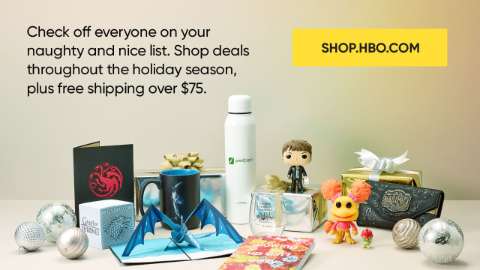 Check off everyone on your
naughty and nice list. Shop deals
throughout the holiday season,
plus free shipping over $75.
SHOP.HBO.COM